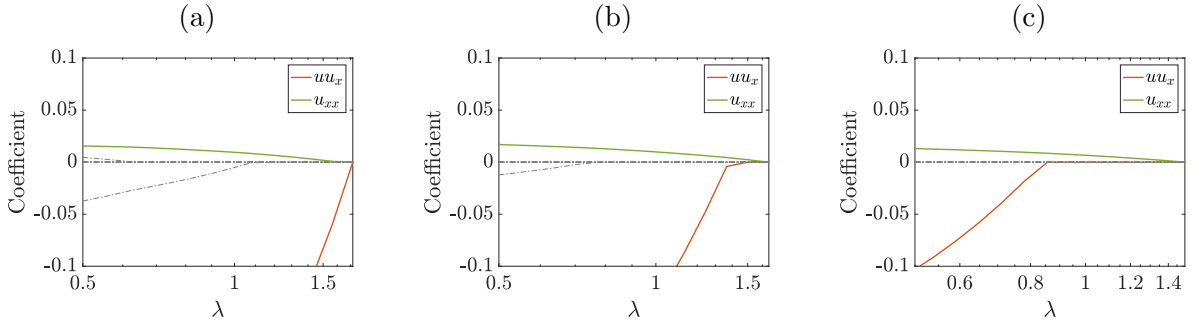 (a)
0.1
0.05
0
-0.05
-0.1
Coefficient
uu_x
u_xx
0.5
1
1.5
λ
(b)
0.1
0.05
0
-0.05
-0.1
Coefficient
uu_x
u_xx
0.5
1
1.5
λ
(c)
0.1
0.05
0
-0.05
-0.1
Coefficient
uu_x
u_xx
0.6
0.8
1
1.2
1.4
λ